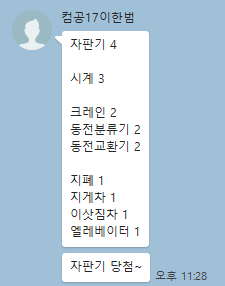 컴공17이한범
자판기 4
시계 3
크레인 2
동전분류기 2
동전교환기 2
지폐 1
지게차 1
이삿짐차 1
엘레베이터 1
자판기 당첨~
오후 11:28